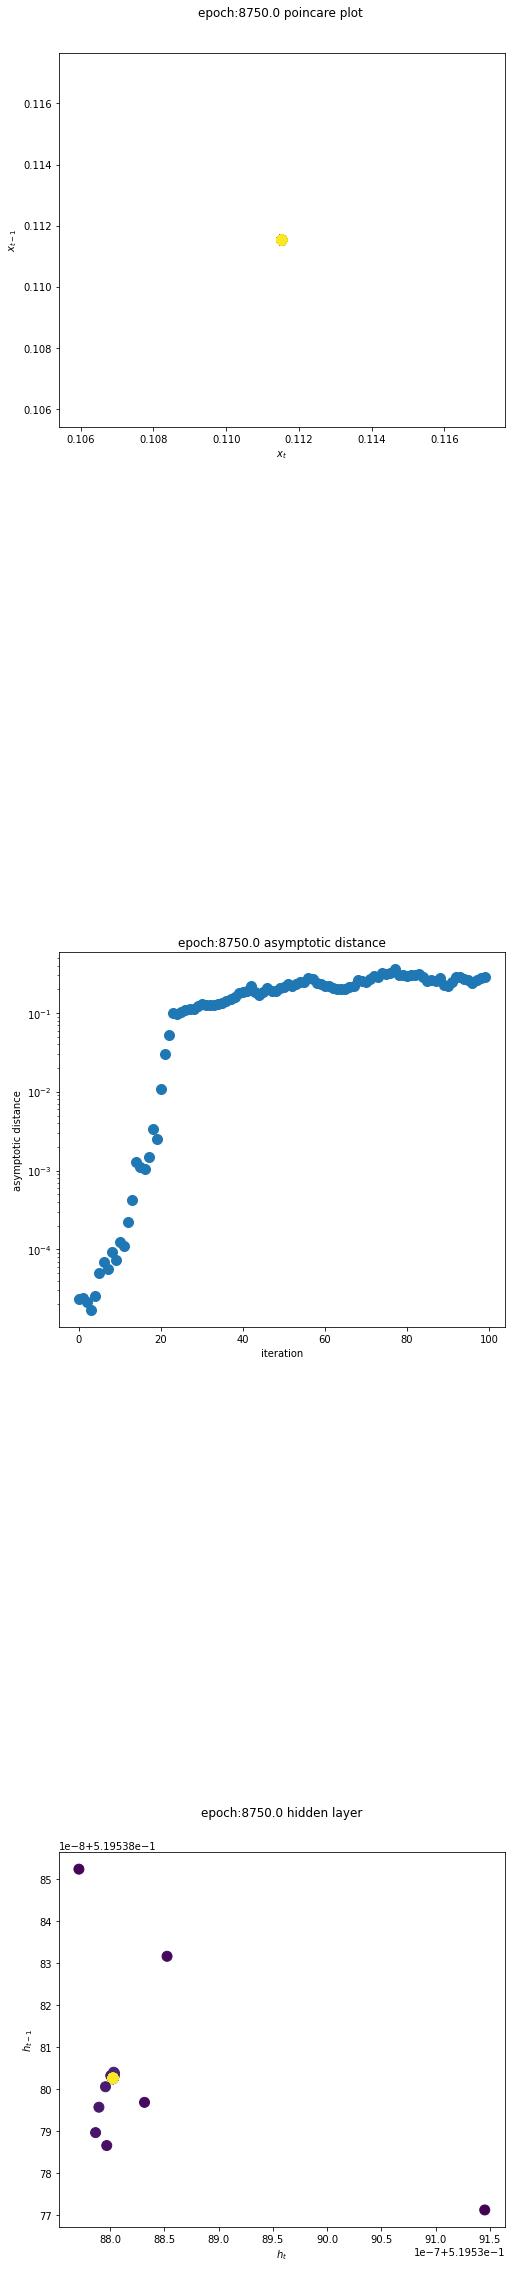 epoch:8750.0 poincare plot
0.116
0.114
0.112
0.110
0.108
0.106
x_{t-1}
0.106 0.108 0.110 0.112 0.114 0.116
x_t
epoch:8750.0 asymptotic distance
10^{-1}
10^{-2}
10^{-3}
10^{-4}
asymptotic distance
0 20 40 60 80 100
iteration
epoch:8750.0 hidden layer
1e−8+5.19538e−1
85
84
83
82
81
80
79
78
77
h_{t-1}
88.0 88.5 89.0 89.5 90.0 90.5 91.0 91.5
h_t
1e−7+5.1953e−1